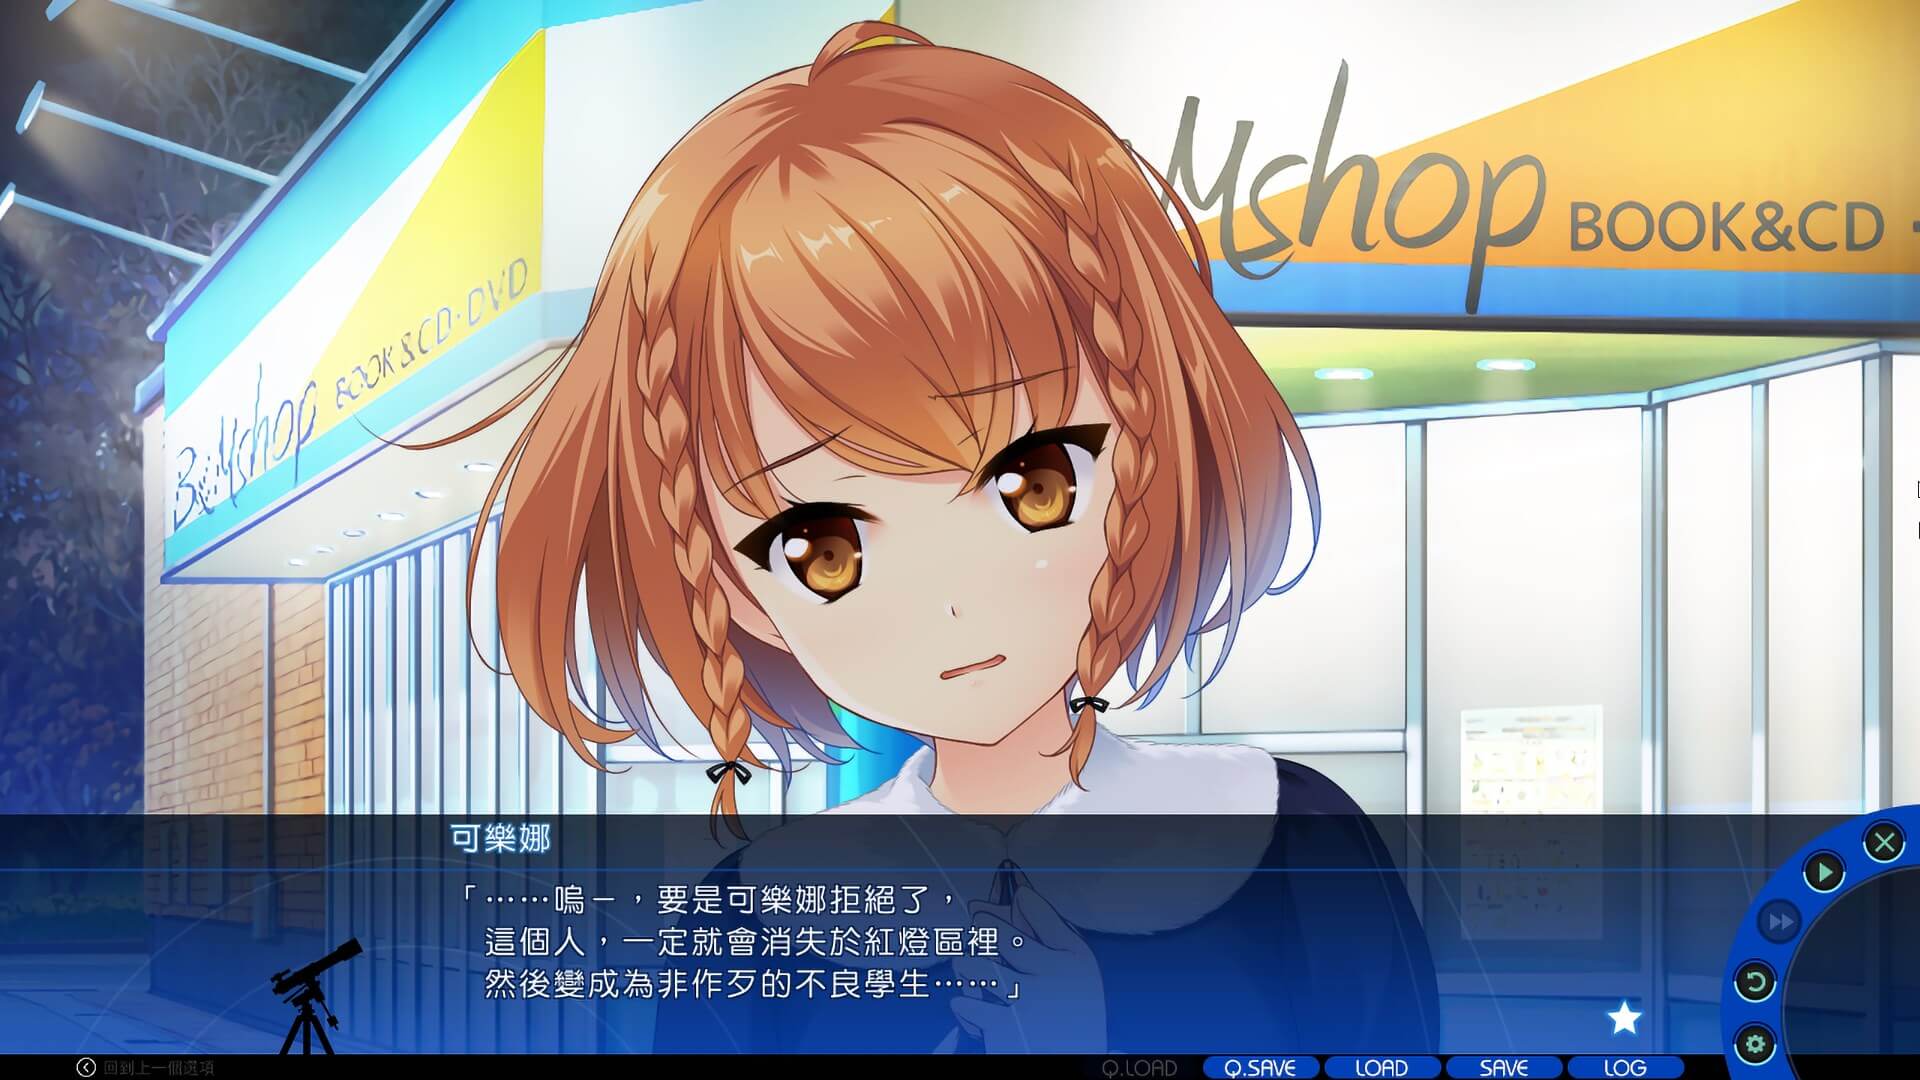 Mshop BOOK&CD
B&Mshop BOOK&CD·DVD
可樂娜
「……嗚－，要是可樂娜拒絕了，
這個人，一定就會消失於紅燈區裡。
然後變成為非作歹的不良學生……」
回到上一個選項
Q.LOAD Q.SAVE LOAD SAVE LOG